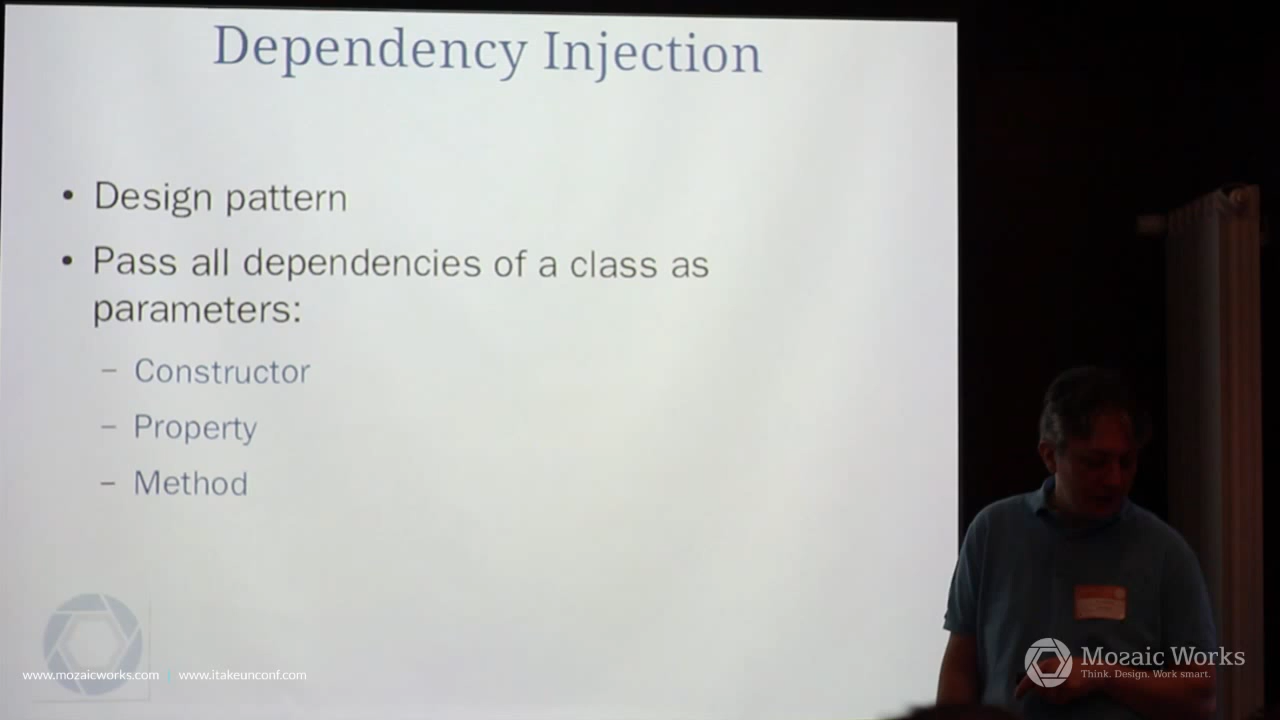 Dependency Injection
• Design pattern
• Pass all dependencies of a class as
parameters:
– Constructor
– Property
– Method
www.mozaicworks.com | www.itakeunconf.com
Mozaic Works
Think. Design. Work smart.